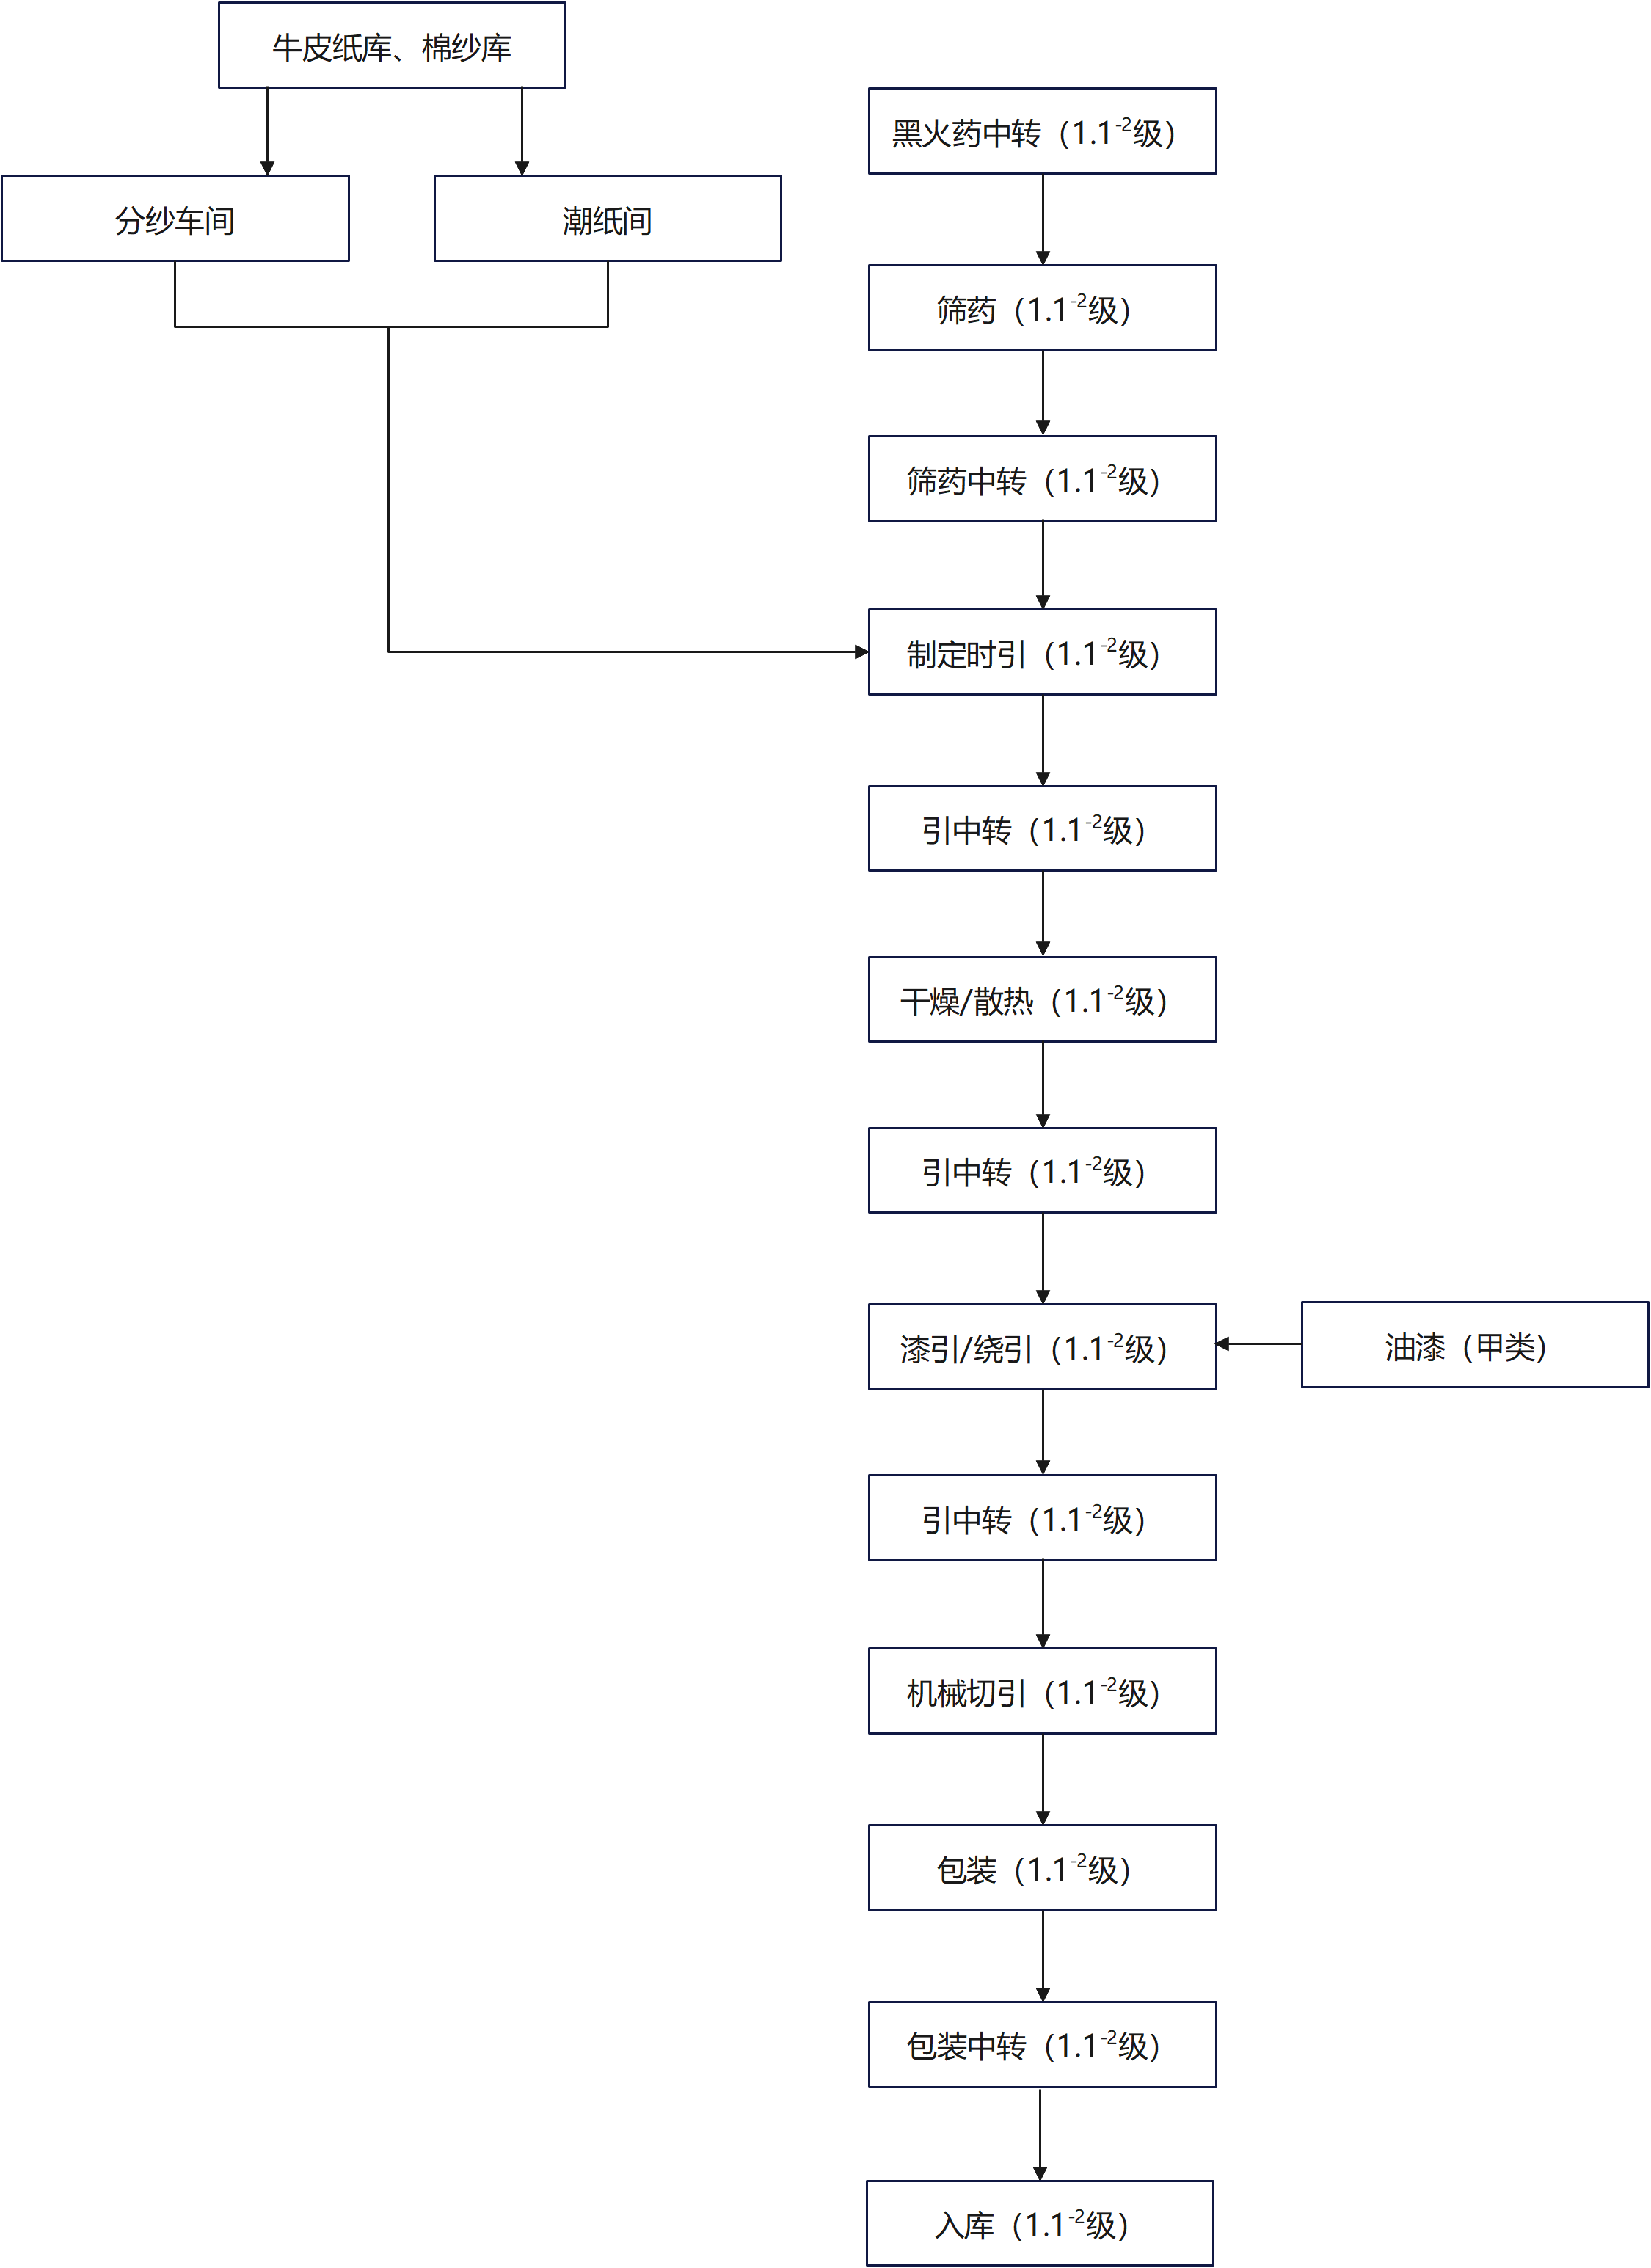 牛皮纸库、棉纱库
黑火药中转（1.1⁻²级）
分纱车间
潮纸间
筛药（1.1⁻²级）
筛药中转（1.1⁻²级）
制定时引（1.1⁻²级）
引中转（1.1⁻²级）
干燥/散热（1.1⁻²级）
引中转（1.1⁻²级）
漆引/绕引（1.1⁻²级）
油漆（甲类）
引中转（1.1⁻²级）
机械切引（1.1⁻²级）
包装（1.1⁻²级）
包装中转（1.1⁻²级）
入库（1.1⁻²级）